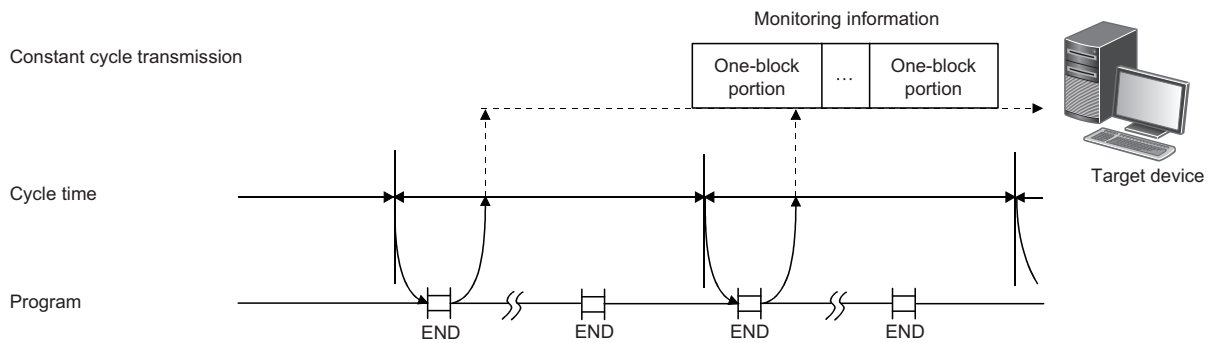 Monitoring information
Constant cycle transmission
One-block
portion
...
One-block
portion
Target device
Cycle time
Program
END
END
END
END